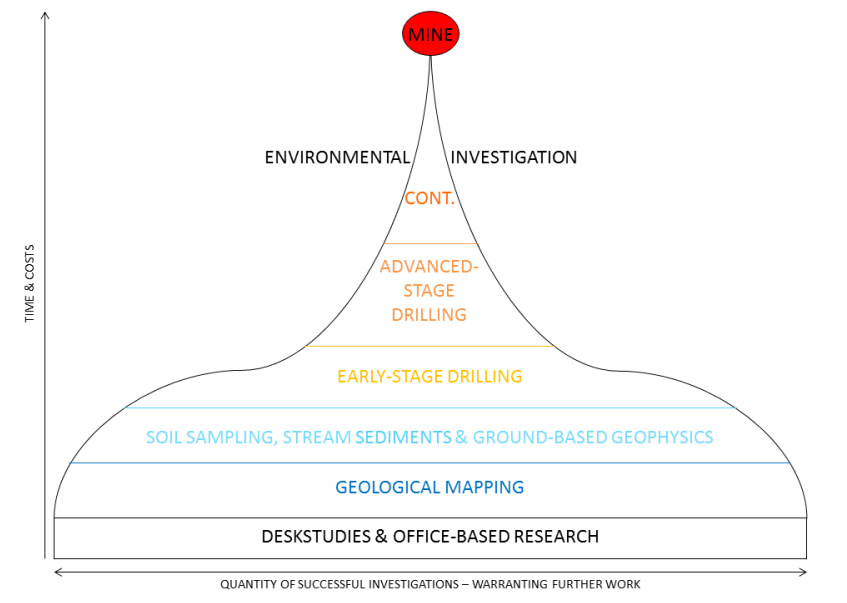 MINE
ENVIRONMENTAL INVESTIGATION
CONT.
ADVANCED-
STAGE
DRILLING
TIME & COSTS
EARLY-STAGE DRILLING
SOIL SAMPLING, STREAM SEDIMENTS & GROUND-BASED GEOPHYSICS
GEOLOGICAL MAPPING
DESKSTUDIES & OFFICE-BASED RESEARCH
QUANTITY OF SUCCESSFUL INVESTIGATIONS – WARRANTING FURTHER WORK